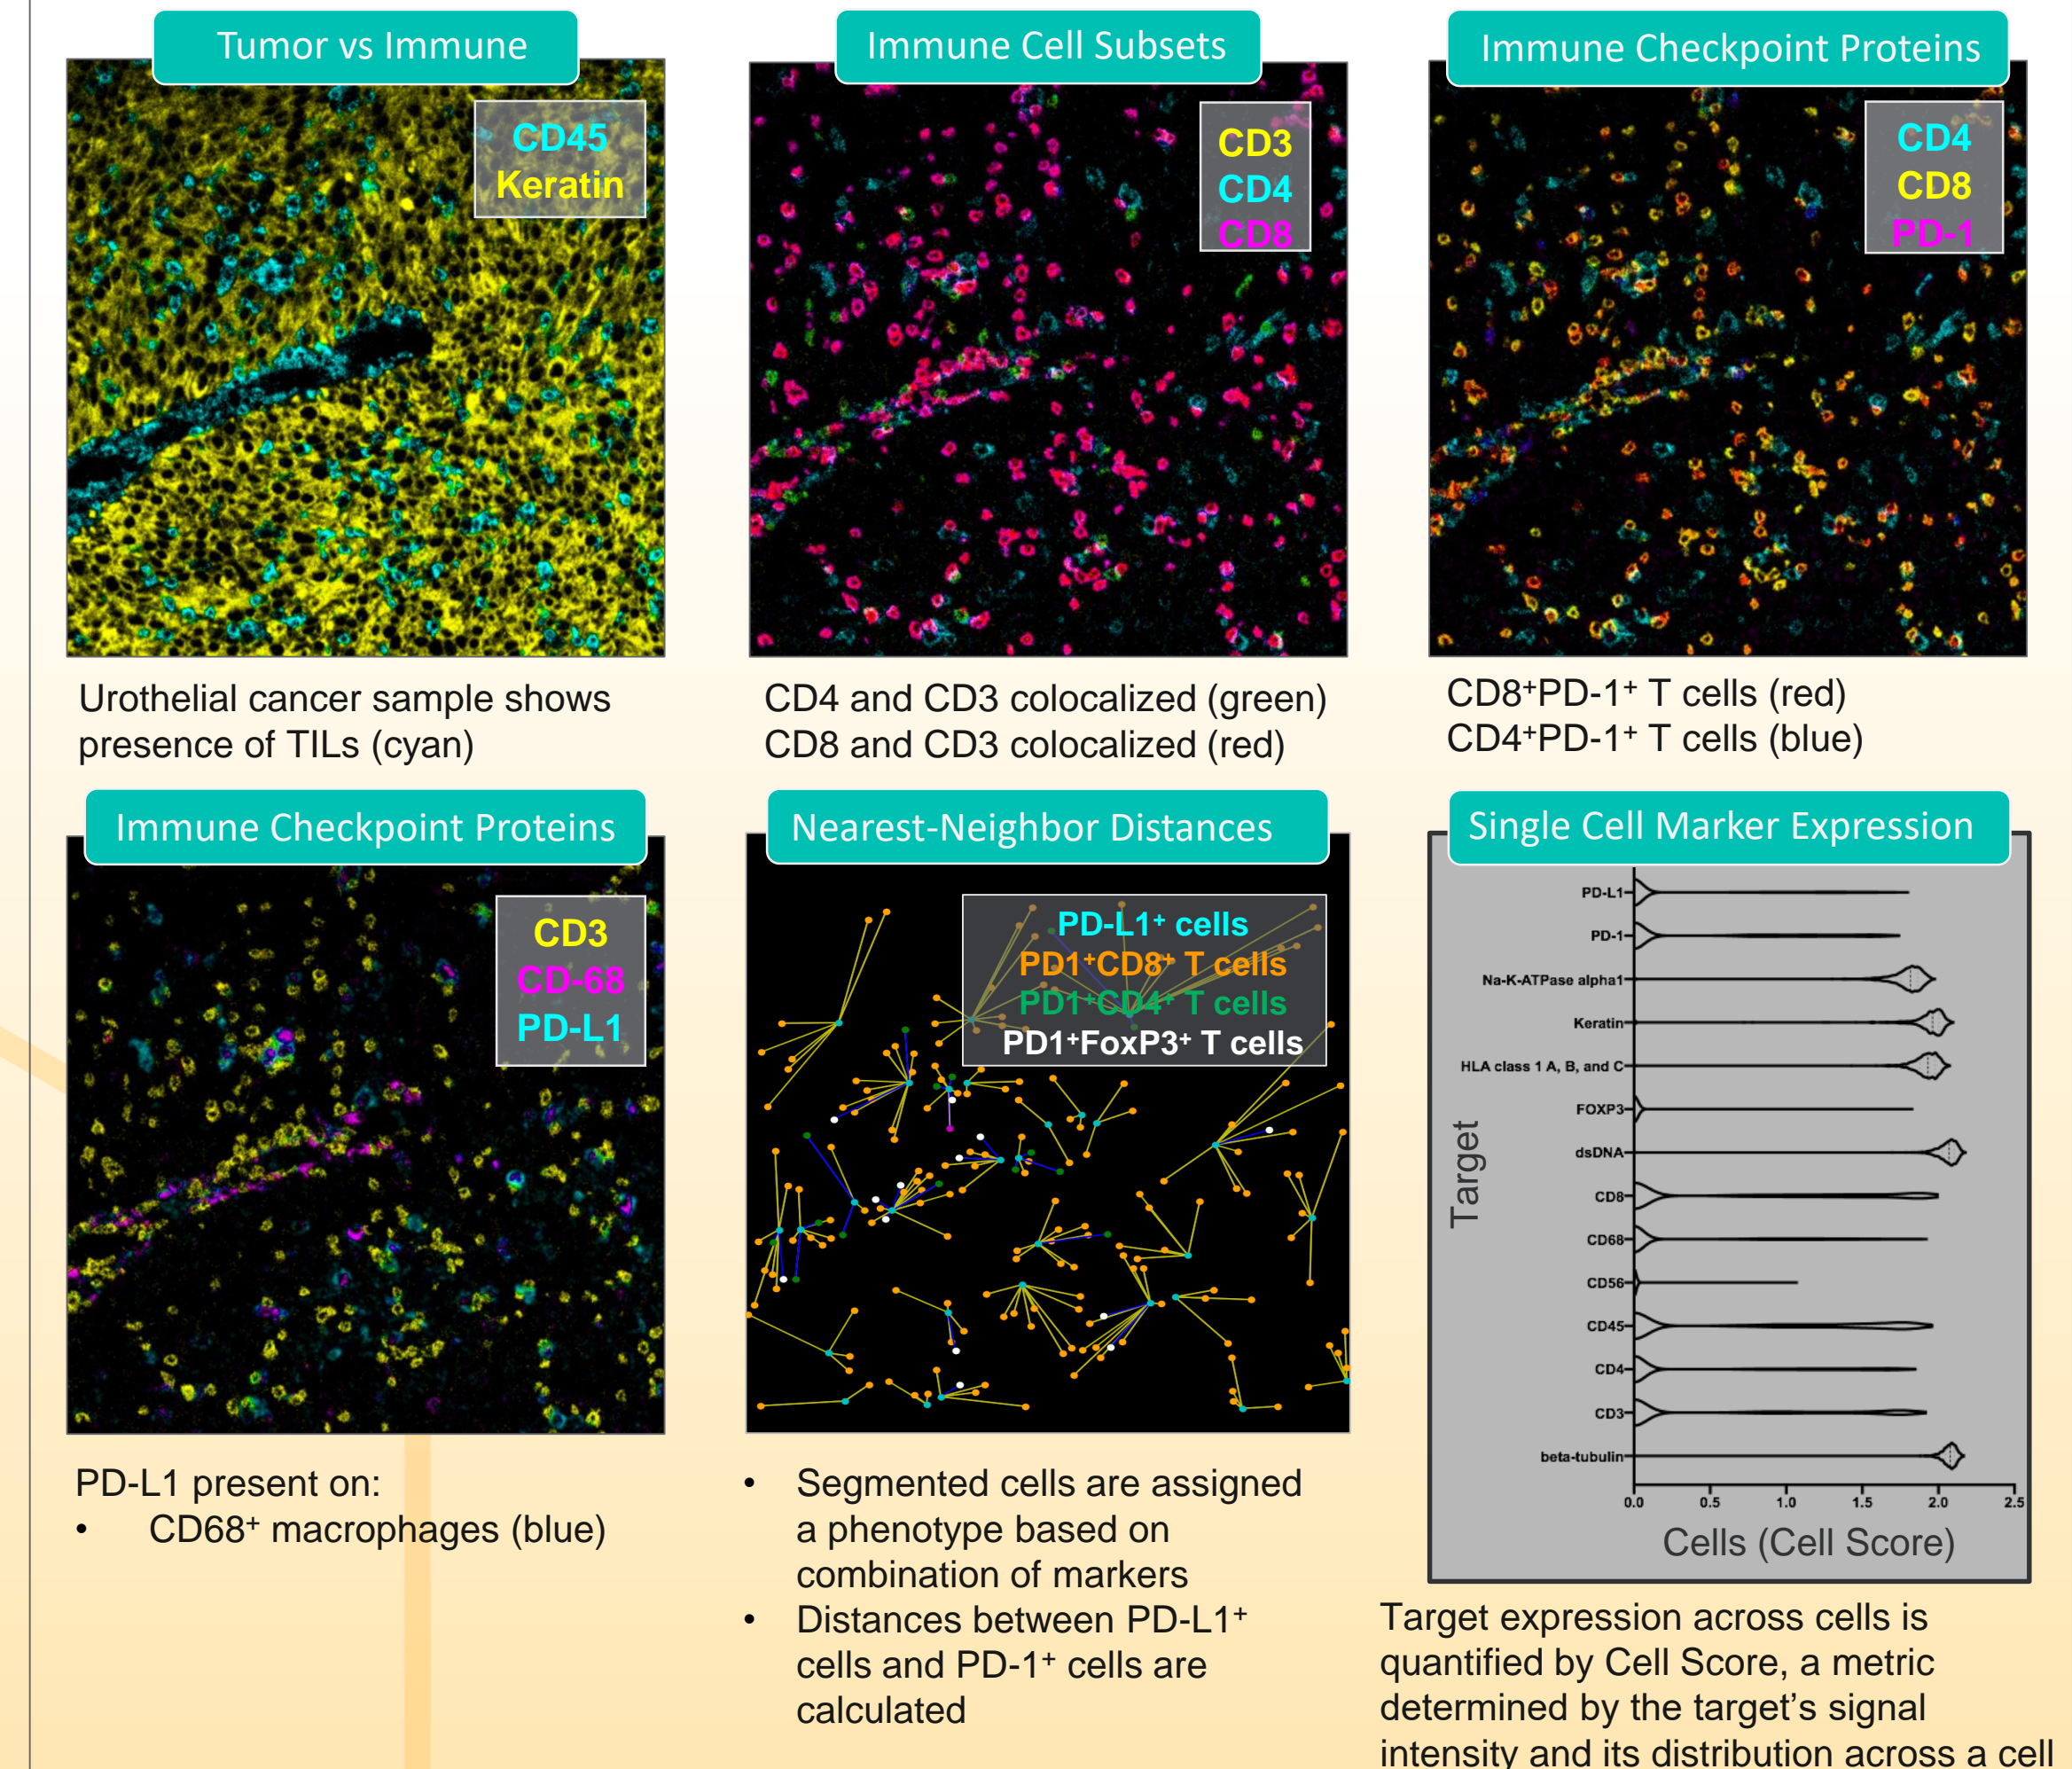 Tumor vs Immune
CD45
Keratin
Urothelial cancer sample shows
presence of TILs (cyan)
Immune Cell Subsets
CD3
CD4
CD8
CD4 and CD3 colocalized (green)
CD8 and CD3 colocalized (red)
Immune Checkpoint Proteins
CD4
CD8
PD-1
CD8⁺PD-1⁺ T cells (red)
CD4⁺PD-1⁺ T cells (blue)
Immune Checkpoint Proteins
CD3
CD-68
PD-L1
PD-L1 present on:
• CD68⁺ macrophages (blue)
Nearest-Neighbor Distances
PD-L1⁺ cells
PD1⁺CD8⁺ T cells
PD1⁺CD4⁺ T cells
PD1⁺FoxP3⁺ T cells
• Segmented cells are assigned
a phenotype based on
combination of markers
• Distances between PD-L1⁺
cells and PD-1⁺ cells are
calculated
Single Cell Marker Expression
Target
PD-L1
PD-1
Na-K-ATPase alpha1
Keratin
HLA class 1 A, B, and C
FOXP3
dsDNA
CD8
CD68
CD56
CD45
CD4
CD3
beta-tubulin
0.0 0.5 1.0 1.5 2.0 2.5
Cells (Cell Score)
Target expression across cells is
quantified by Cell Score, a metric
determined by the target's signal
intensity and its distribution across a cell